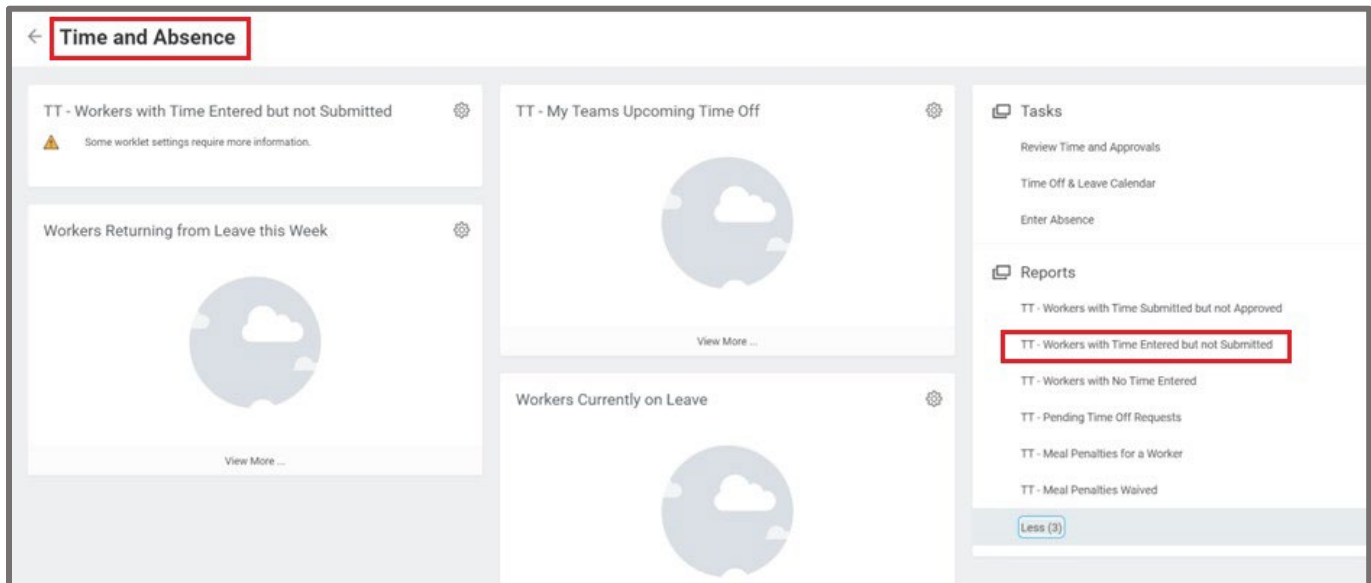 Time and Absence
TT - Workers with Time Entered but not Submitted
Some worklet settings require more information.
Workers Returning from Leave this Week
View More ...
TT - My Teams Upcoming Time Off
View More ...
Workers Currently on Leave
Tasks
Review Time and Approvals
Time Off & Leave Calendar
Enter Absence
Reports
TT - Workers with Time Submitted but not Approved
TT - Workers with Time Entered but not Submitted
TT - Workers with No Time Entered
TT - Pending Time Off Requests
TT - Meal Penalties for a Worker
TT - Meal Penalties Waived
Less (3)